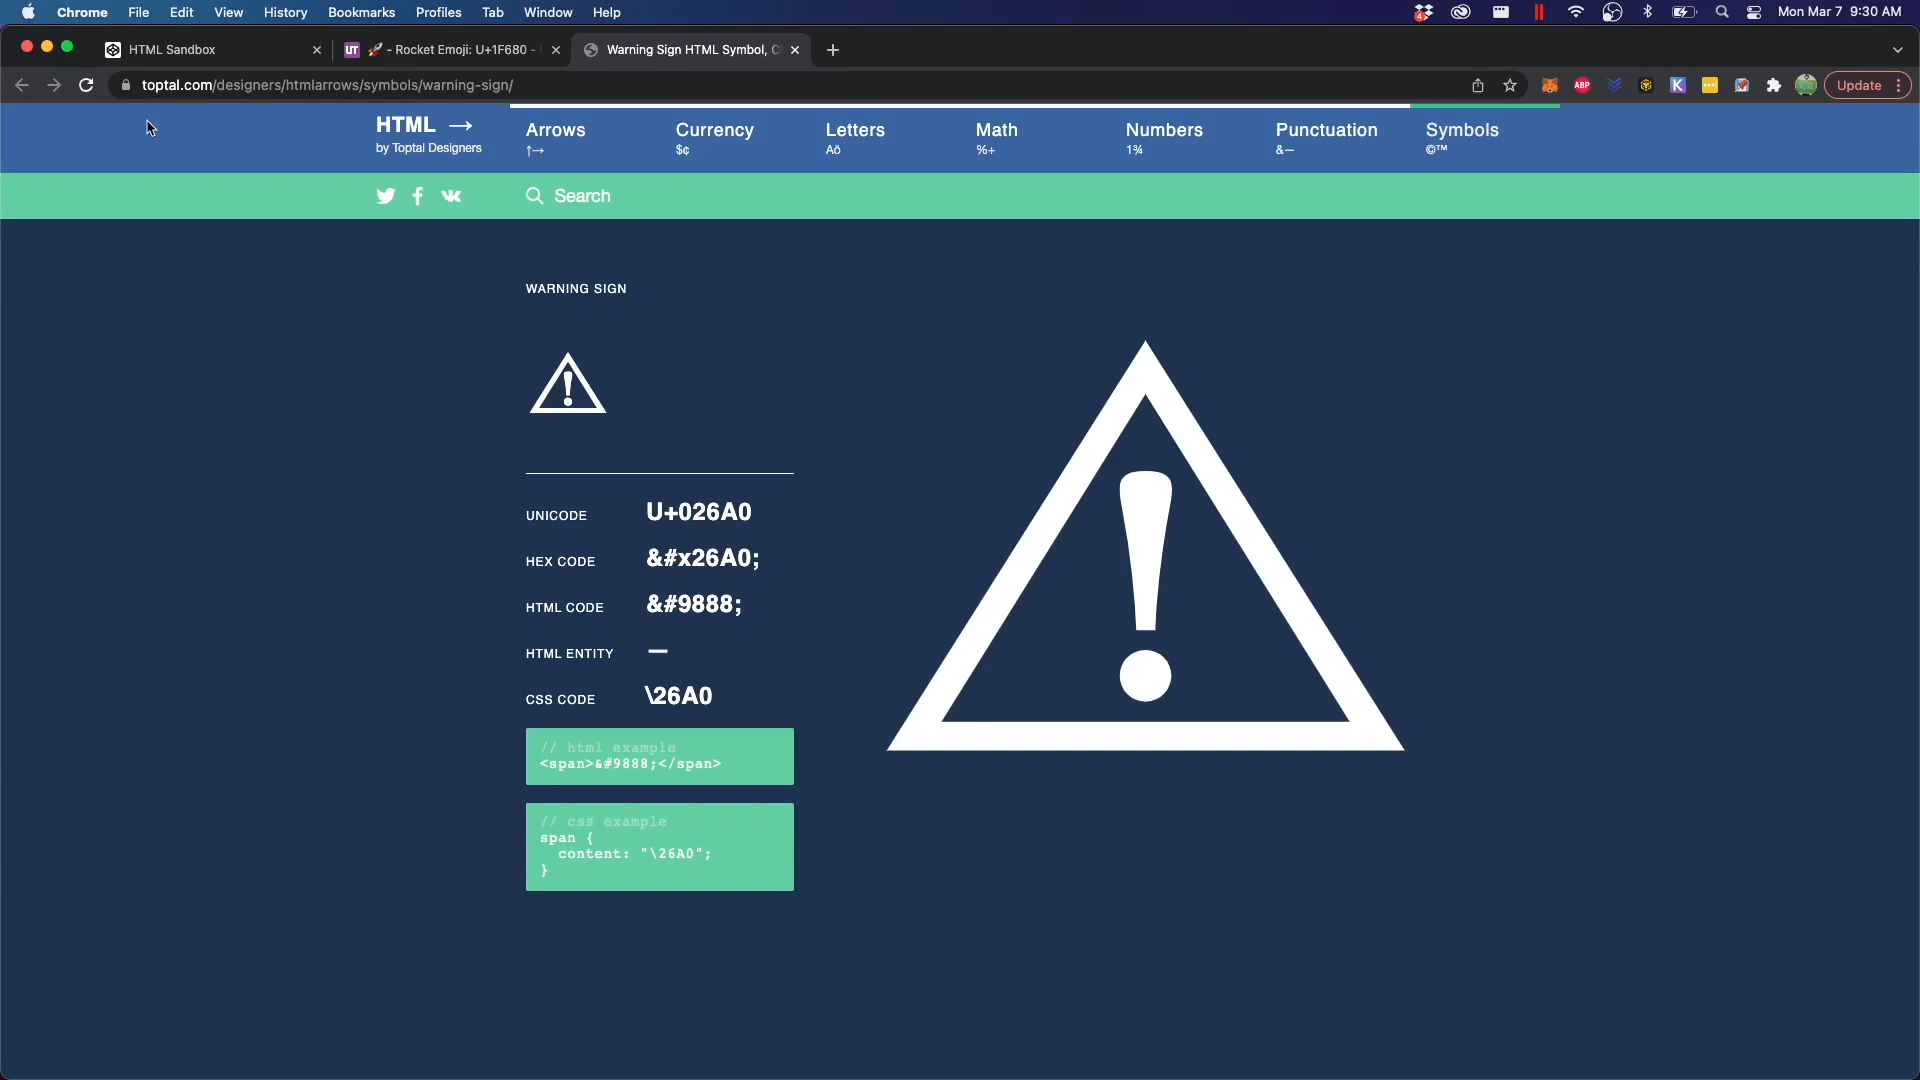 Chrome File Edit View History Bookmarks Profiles Tab Window Help Mon Mar 7 9:30 AM
HTML Sandbox
UT 🚀 - Rocket Emoji: U+1F680 -
Warning Sign HTML Symbol, C
toptal.com/designers/htmlarrows/symbols/warning-sign/
ABP
K
Update
HTML →
by Toptal Designers
Arrows
↑→
Currency
$¢
Letters
Aö
Math
%+
Numbers
1¾
Punctuation
&—
Symbols
©™
Search
WARNING SIGN
⚠
UNICODE U+026A0
HEX CODE &#x26A0;
HTML CODE &#9888;
HTML ENTITY —
CSS CODE \26A0
// html example
<span>&#9888;</span>
// css example
span {
content: "\26A0";
}